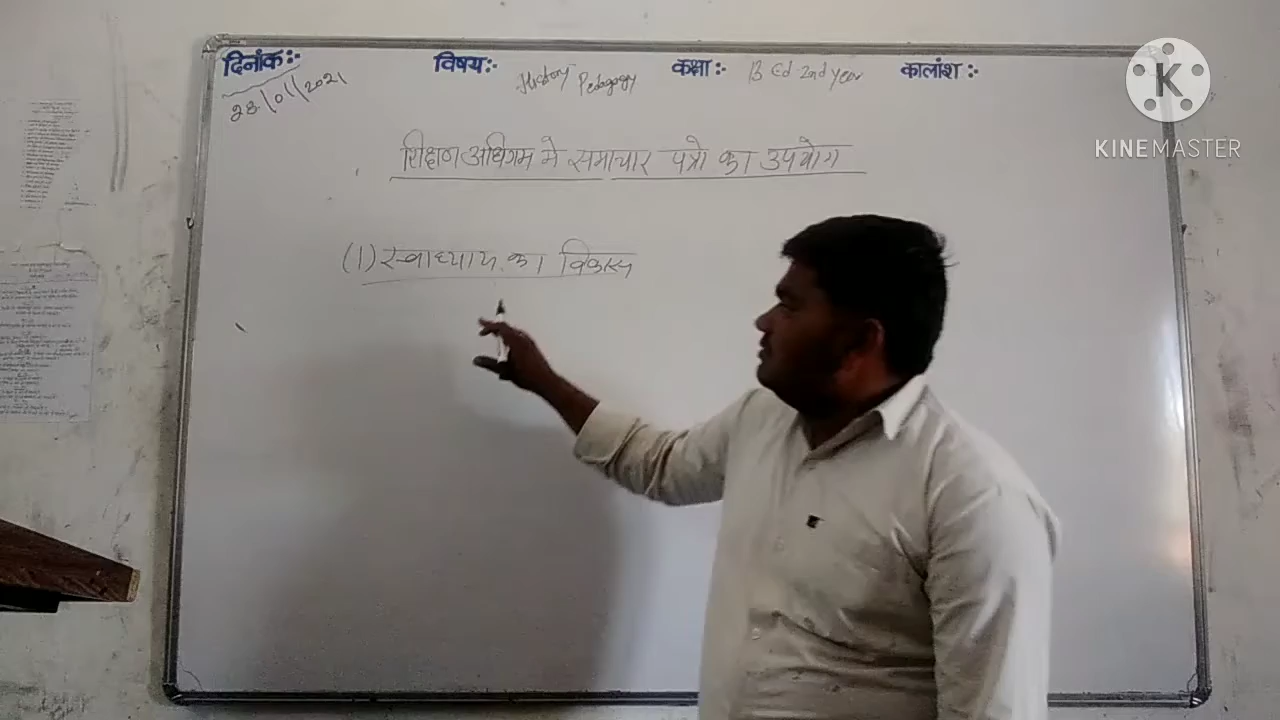 दिनांक :- विषय :- History Pedagogy कक्षा :- B Ed 2nd year कालांश :-
28/01/2021
शिक्षण अधिगम मे समाचार पत्रो का उपयोग
(1) स्वाध्याय का विकास
K
KINEMASTER